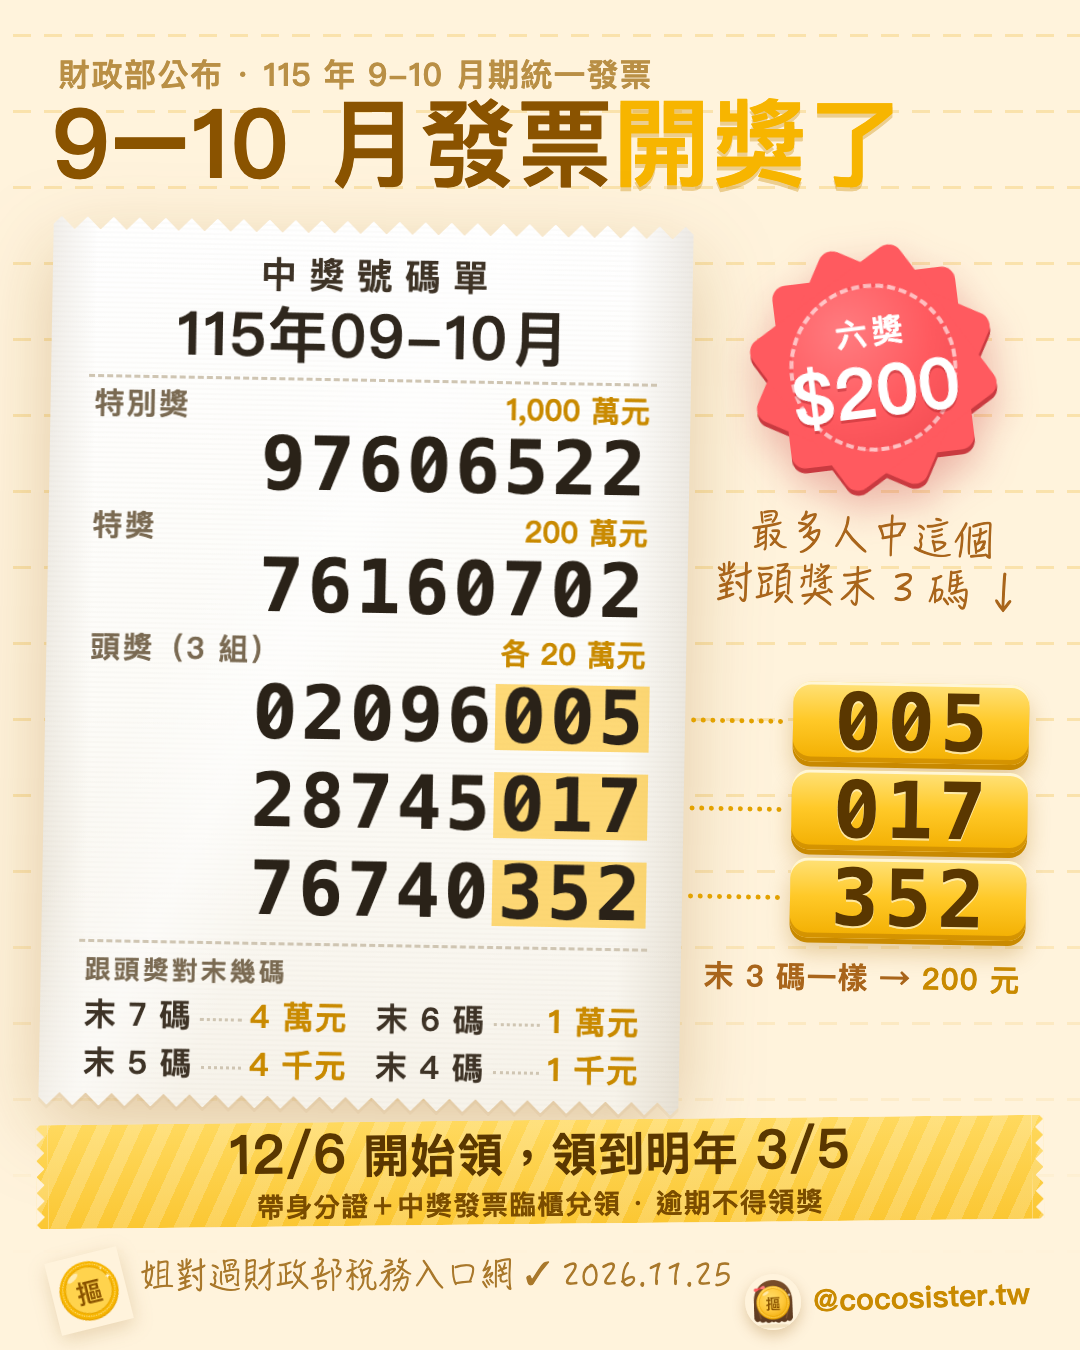 財政部公布 · 115 年 9–10 月期統一發票
9–10 月發票開獎了
中獎號碼單
115年09–10月
特別獎 1,000 萬元
97606522
特獎 200 萬元
76160702
頭獎（3 組） 各 20 萬元
02096005
28745017
76740352
跟頭獎對末幾碼
末 7 碼 4 萬元 末 6 碼 1 萬元
末 5 碼 4 千元 末 4 碼 1 千元
六獎
$200
最多人中這個
對頭獎末 3 碼 ↓
005
017
352
末 3 碼一樣 → 200 元
12/6 開始領，領到明年 3/5
帶身分證＋中獎發票臨櫃兌領 · 逾期不得領獎
摳
姐對過財政部稅務入口網 ✓ 2026.11.25
摳
@cocosister.tw